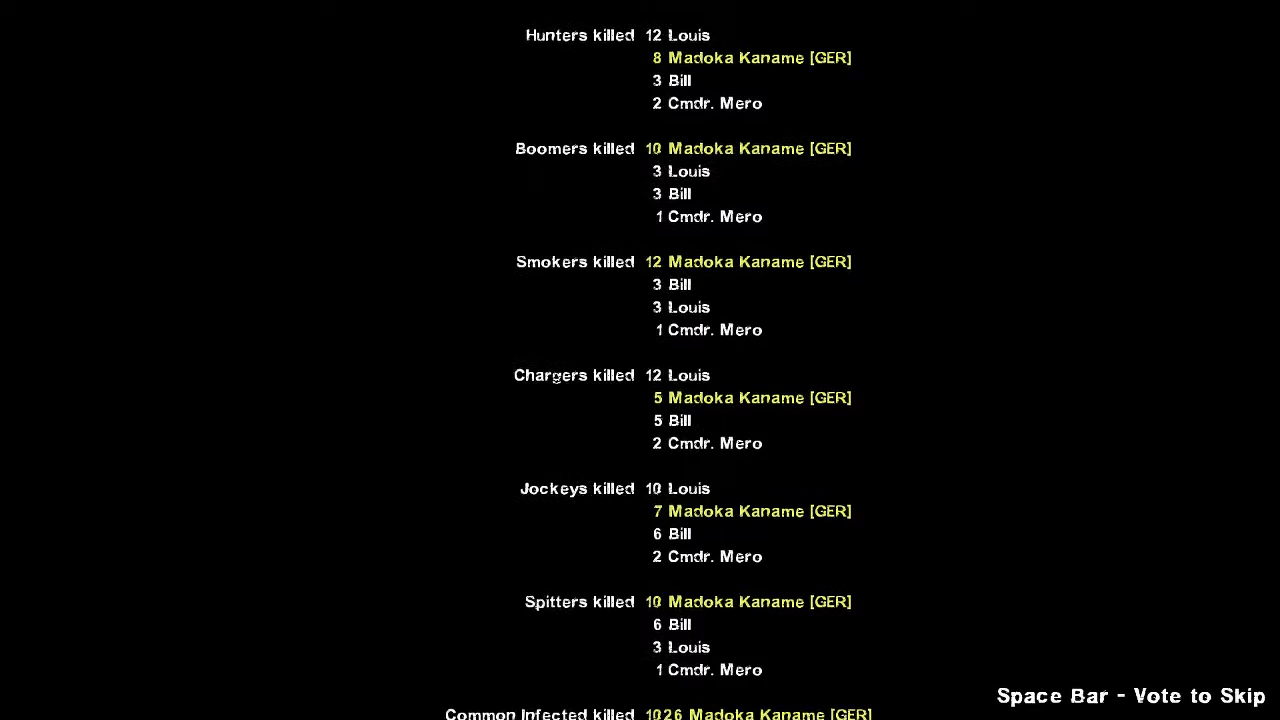 Hunters killed 12 Louis
8 Madoka Kaname [GER]
3 Bill
2 Cmdr. Mero
Boomers killed 10 Madoka Kaname [GER]
3 Louis
3 Bill
1 Cmdr. Mero
Smokers killed 12 Madoka Kaname [GER]
3 Bill
3 Louis
1 Cmdr. Mero
Chargers killed 12 Louis
5 Madoka Kaname [GER]
5 Bill
2 Cmdr. Mero
Jockeys killed 10 Louis
7 Madoka Kaname [GER]
6 Bill
2 Cmdr. Mero
Spitters killed 10 Madoka Kaname [GER]
6 Bill
3 Louis
1 Cmdr. Mero
Space Bar - Vote to Skip
Common Infected killed 1026 Madoka Kaname [GER]